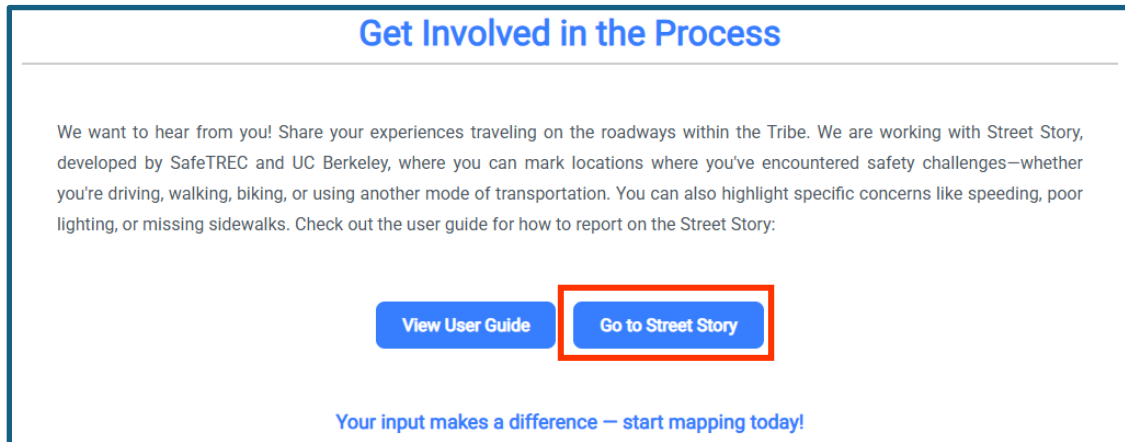 Get Involved in the Process
We want to hear from you! Share your experiences traveling on the roadways within the Tribe. We are working with Street Story,
developed by SafeTREC and UC Berkeley, where you can mark locations where you've encountered safety challenges—whether
you're driving, walking, biking, or using another mode of transportation. You can also highlight specific concerns like speeding, poor
lighting, or missing sidewalks. Check out the user guide for how to report on the Street Story:
View User Guide Go to Street Story
Your input makes a difference — start mapping today!